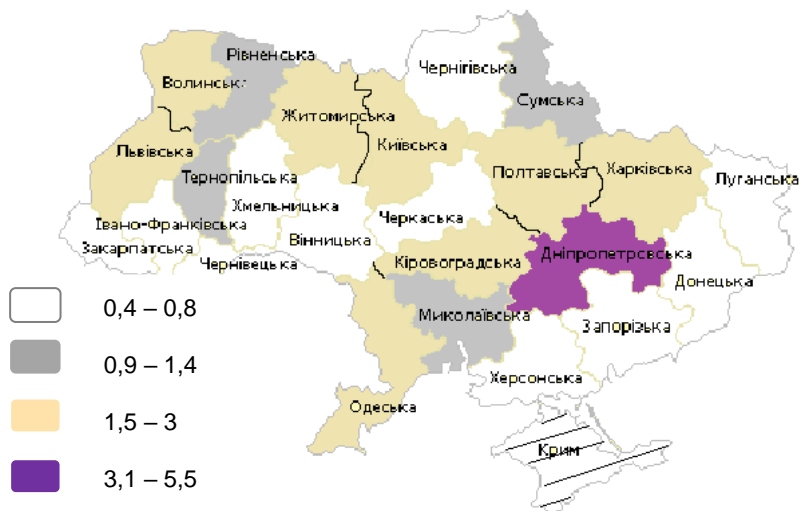 Рівненська
Волинська
Чернігівська
Сумська
Житомирська
Київська
Львівська
Полтавська
Харківська
Тернопільська
Луганська
Хмельницька
Івано-Франківська
Черкаська
Вінницька
Закарпатська
Чернівецька
Кіровоградська
Дніпропетрсвська
Донецька
Миколаївська
Запорізька
Херсонська
Одеська
Крим
0,4 – 0,8
0,9 – 1,4
1,5 – 3
3,1 – 5,5